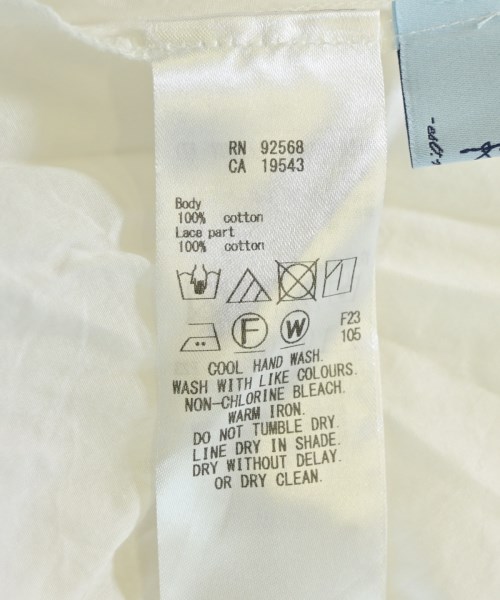 RN 92568
CA 19543
Body
100% cotton
Lace part
100% cotton
F W F23
105
COOL HAND WASH.
WASH WITH LIKE COLOURS.
NON-CHLORINE BLEACH.
WARM IRON.
DO NOT TUMBLE DRY.
LINE DRY IN SHADE.
DRY WITHOUT DELAY.
OR DRY CLEAN.